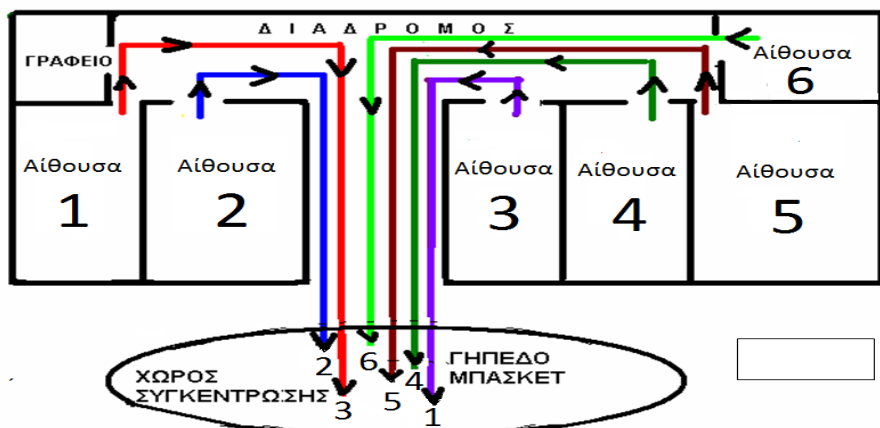 ΔΙΑΔΡΟΜΟΣ
ΓΡΑΦΕΙΟ
Αίθουσα
6
Αίθουσα
1
Αίθουσα
2
Αίθουσα
3
Αίθουσα
4
Αίθουσα
5
2
6
ΓΗΠΕΔΟ
ΜΠΑΣΚΕΤ
ΧΩΡΟΣ
ΣΥΓΚΕΝΤΡΩΣΗΣ
3
5
4
1